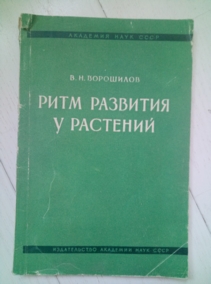 АКАДЕМИЯ НАУК СССР
В. Н. ВОРОШИЛОВ
РИТМ РАЗВИТИЯ
У РАСТЕНИЙ
ИЗДАТЕЛЬСТВО АКАДЕМИИ НАУК СССР